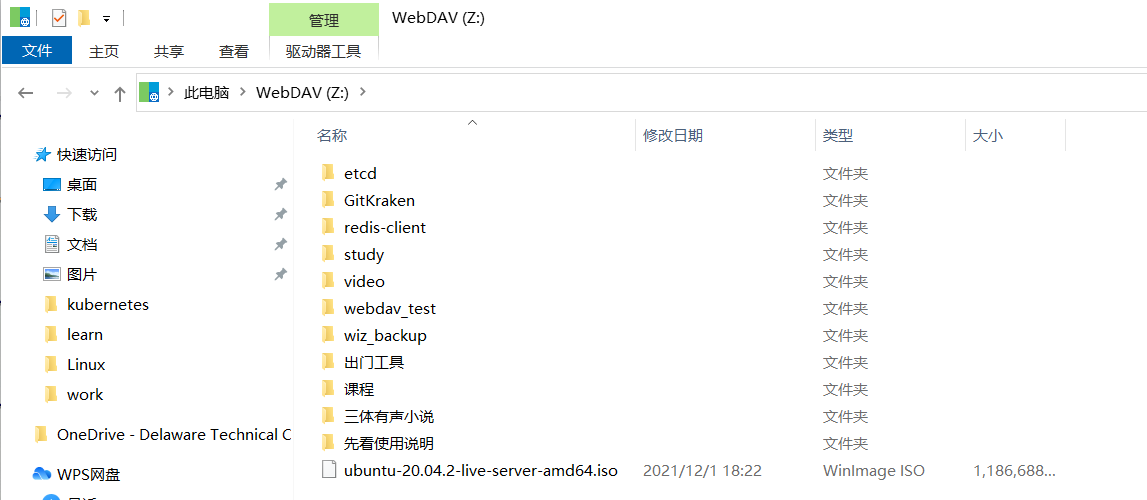 管理 WebDAV (Z:)
文件 主页 共享 查看 驱动器工具
此电脑 WebDAV (Z:)
名称 修改日期 类型 大小
快速访问
桌面
下载
文档
图片
kubernetes
learn
Linux
work
OneDrive - Delaware Technical C
WPS网盘
etcd 文件夹
GitKraken 文件夹
redis-client 文件夹
study 文件夹
video 文件夹
webdav_test 文件夹
wiz_backup 文件夹
出门工具 文件夹
课程 文件夹
三体有声小说 文件夹
先看使用说明 文件夹
ubuntu-20.04.2-live-server-amd64.iso 2021/12/1 18:22 WinImage ISO 1,186,688...